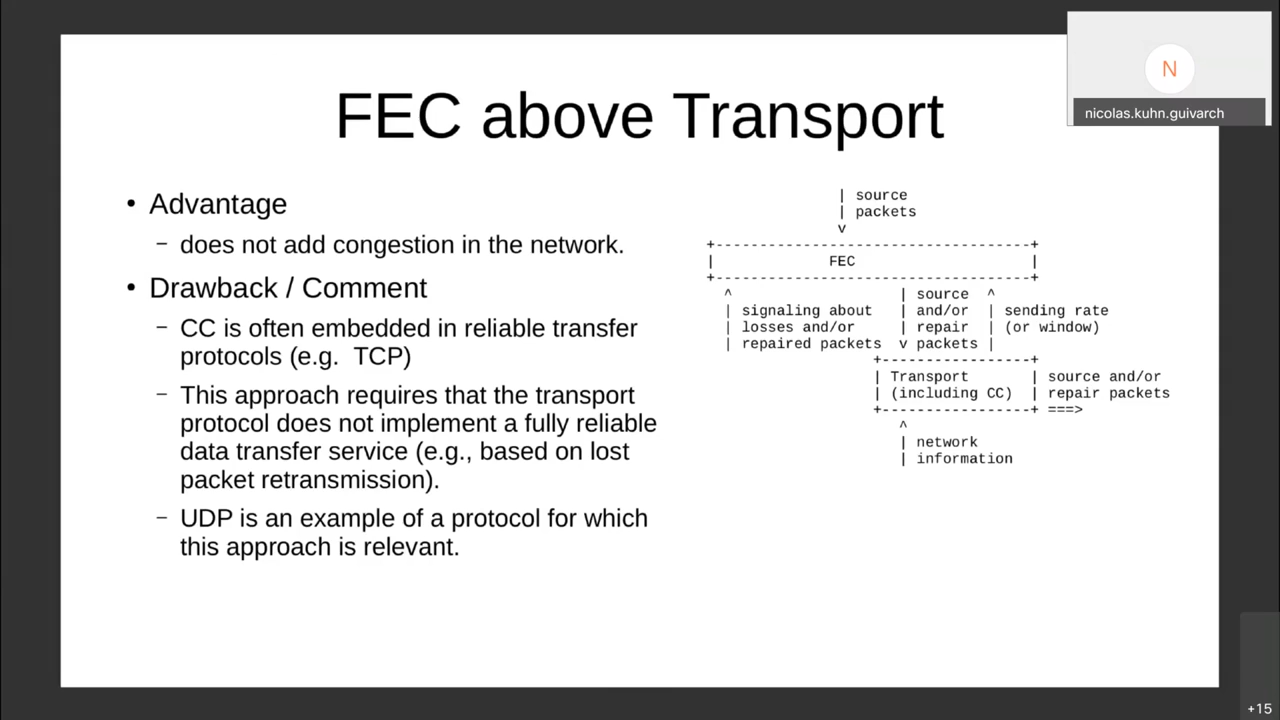 FEC above Transport
N
nicolas.kuhn.guivarch
• Advantage
– does not add congestion in the network.
• Drawback / Comment
– CC is often embedded in reliable transfer
protocols (e.g.  TCP)
– This approach requires that the transport
protocol does not implement a fully reliable
data transfer service (e.g., based on lost
packet retransmission).
– UDP is an example of a protocol for which
this approach is relevant.
| source
| packets
v
+------------------------------------+
|             FEC                    |
+------------------------------------+
^                   | source  ^
| signaling about   | and/or  | sending rate
| losses and/or     | repair  | (or window)
| repaired packets  v packets |
+-----------------+
| Transport       | source and/or
| (including CC)  | repair packets
+-----------------+ ===>
^
| network
| information
+15